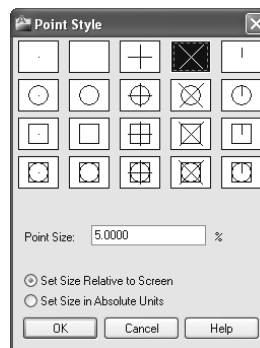 Point Style
Point Size:
5.0000
%
Set Size Relative to Screen
Set Size in Absolute Units
OK
Cancel
Help